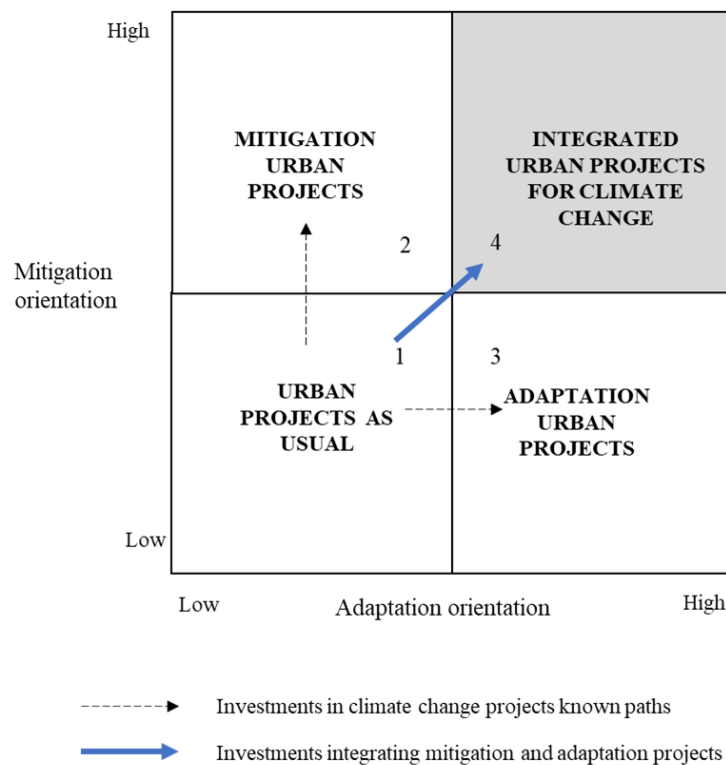 High
MITIGATION
URBAN
PROJECTS
INTEGRATED
URBAN PROJECTS
FOR CLIMATE
CHANGE
2
4
Mitigation
orientation
1
3
URBAN
PROJECTS AS
USUAL
ADAPTATION
URBAN
PROJECTS
Low
Low
Adaptation orientation
High
Investments in climate change projects known paths
Investments integrating mitigation and adaptation projects